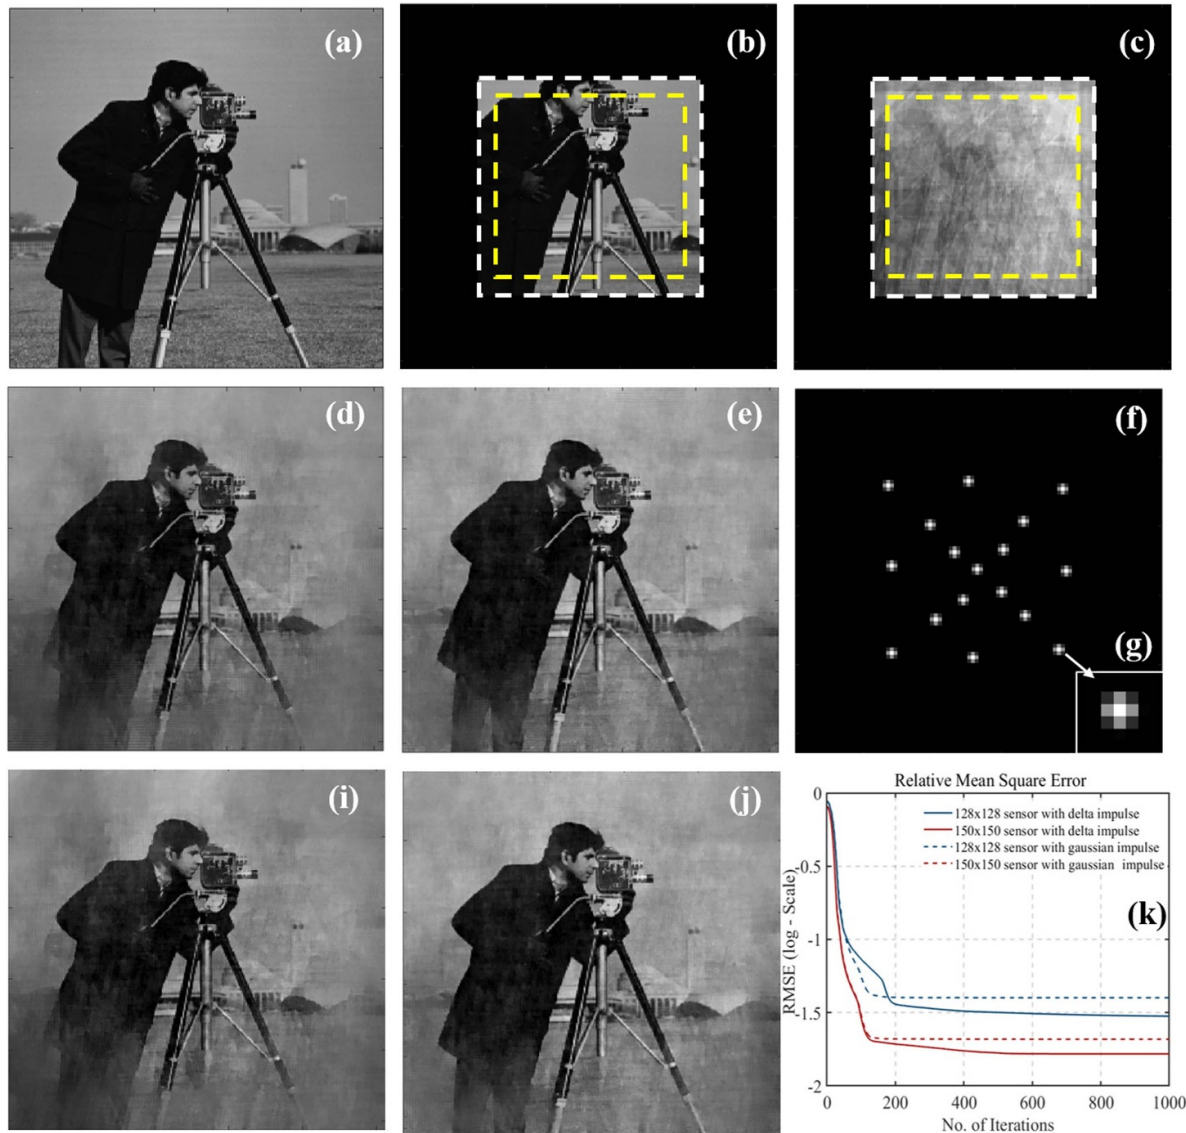 (a)
(b)
(c)
(d)
(e)
(f)
(g)
(i)
(j)
Relative Mean Square Error
0
128x128 sensor with delta impulse
150x150 sensor with delta impulse
128x128 sensor with gaussian impulse
150x150 sensor with gaussian impulse
-0.5
(k)
RMSE (log - Scale)
-1
-1.5
-2
0 200 400 600 800 1000
No. of Iterations